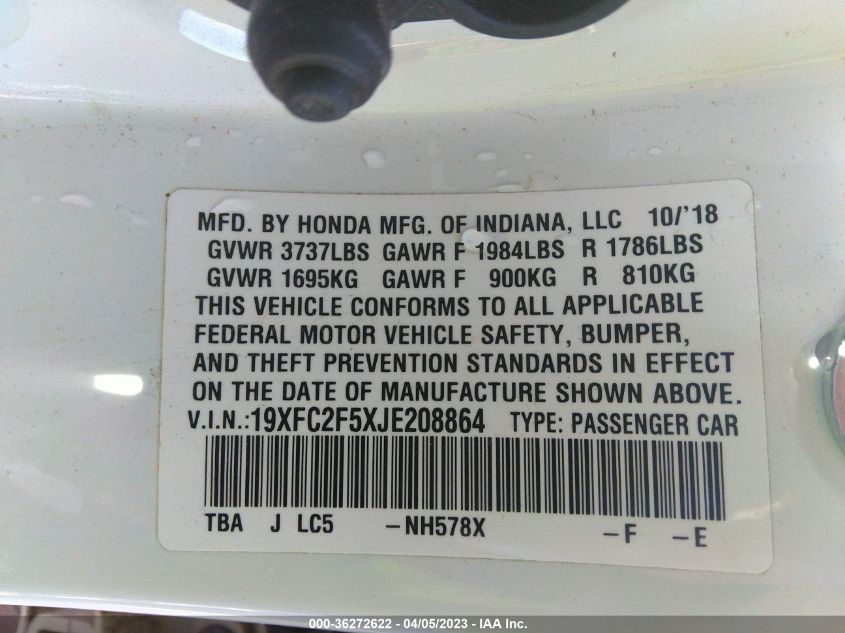 MFD. BY HONDA MFG. OF INDIANA, LLC 10/'18
GVWR 3737LBS GAWR F 1984LBS R 1786LBS
GVWR 1695KG GAWR F 900KG R 810KG
THIS VEHICLE CONFORMS TO ALL APPLICABLE
FEDERAL MOTOR VEHICLE SAFETY, BUMPER,
AND THEFT PREVENTION STANDARDS IN EFFECT
ON THE DATE OF MANUFACTURE SHOWN ABOVE.
V.I.N.:19XFC2F5XJE208864 TYPE: PASSENGER CAR
TBA J LC5 -NH578X -F -E
000-36272622 - 04/05/2023 - IAA Inc.